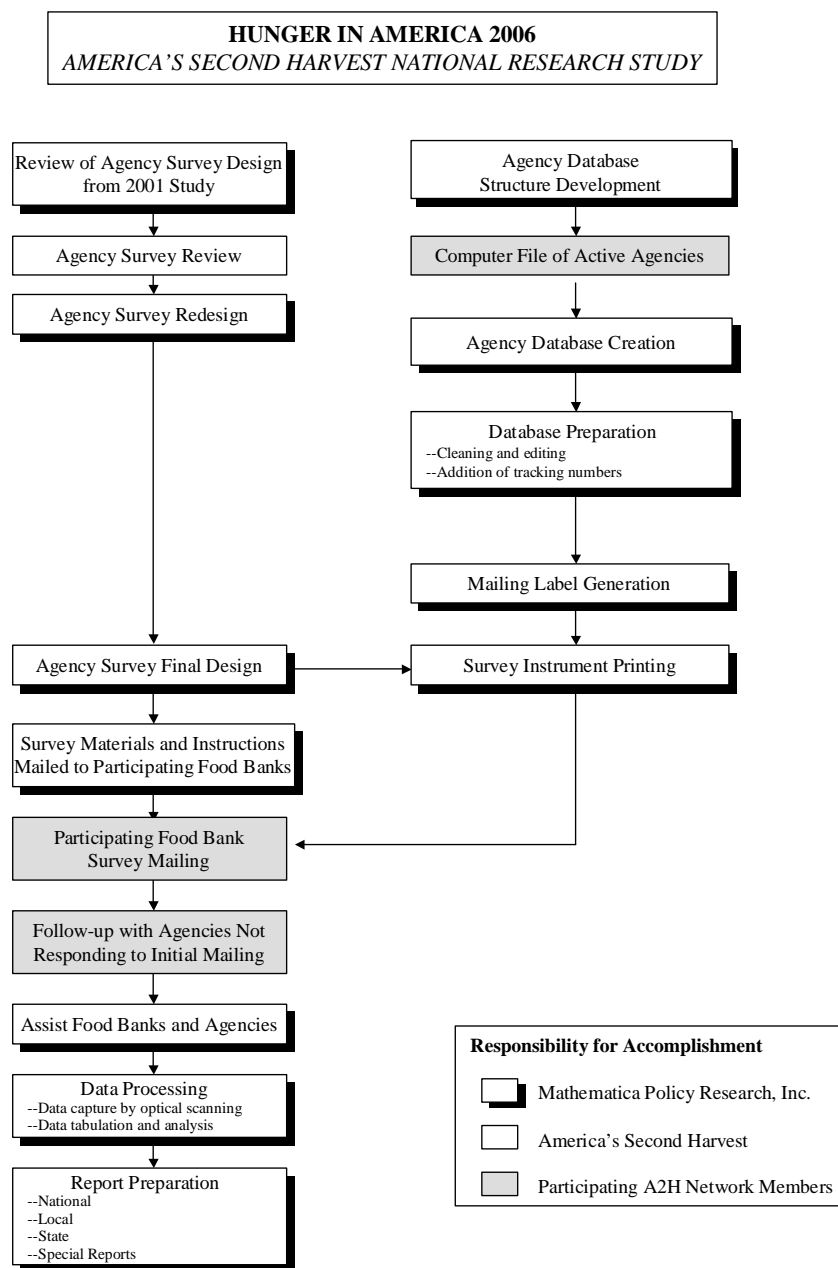 HUNGER IN AMERICA 2006
AMERICA'S SECOND HARVEST NATIONAL RESEARCH STUDY
Review of Agency Survey Design
from 2001 Study
Agency Survey Review
Agency Survey Redesign
Agency Survey Final Design
Survey Materials and Instructions
Mailed to Participating Food Banks
Participating Food Bank
Survey Mailing
Follow-up with Agencies Not
Responding to Initial Mailing
Assist Food Banks and Agencies
Data Processing
--Data capture by optical scanning
--Data tabulation and analysis
Report Preparation
--National
--Local
--State
--Special Reports
Agency Database
Structure Development
Computer File of Active Agencies
Agency Database Creation
Database Preparation
--Cleaning and editing
--Addition of tracking numbers
Mailing Label Generation
Survey Instrument Printing
Responsibility for Accomplishment
Mathematica Policy Research, Inc.
America's Second Harvest
Participating A2H Network Members